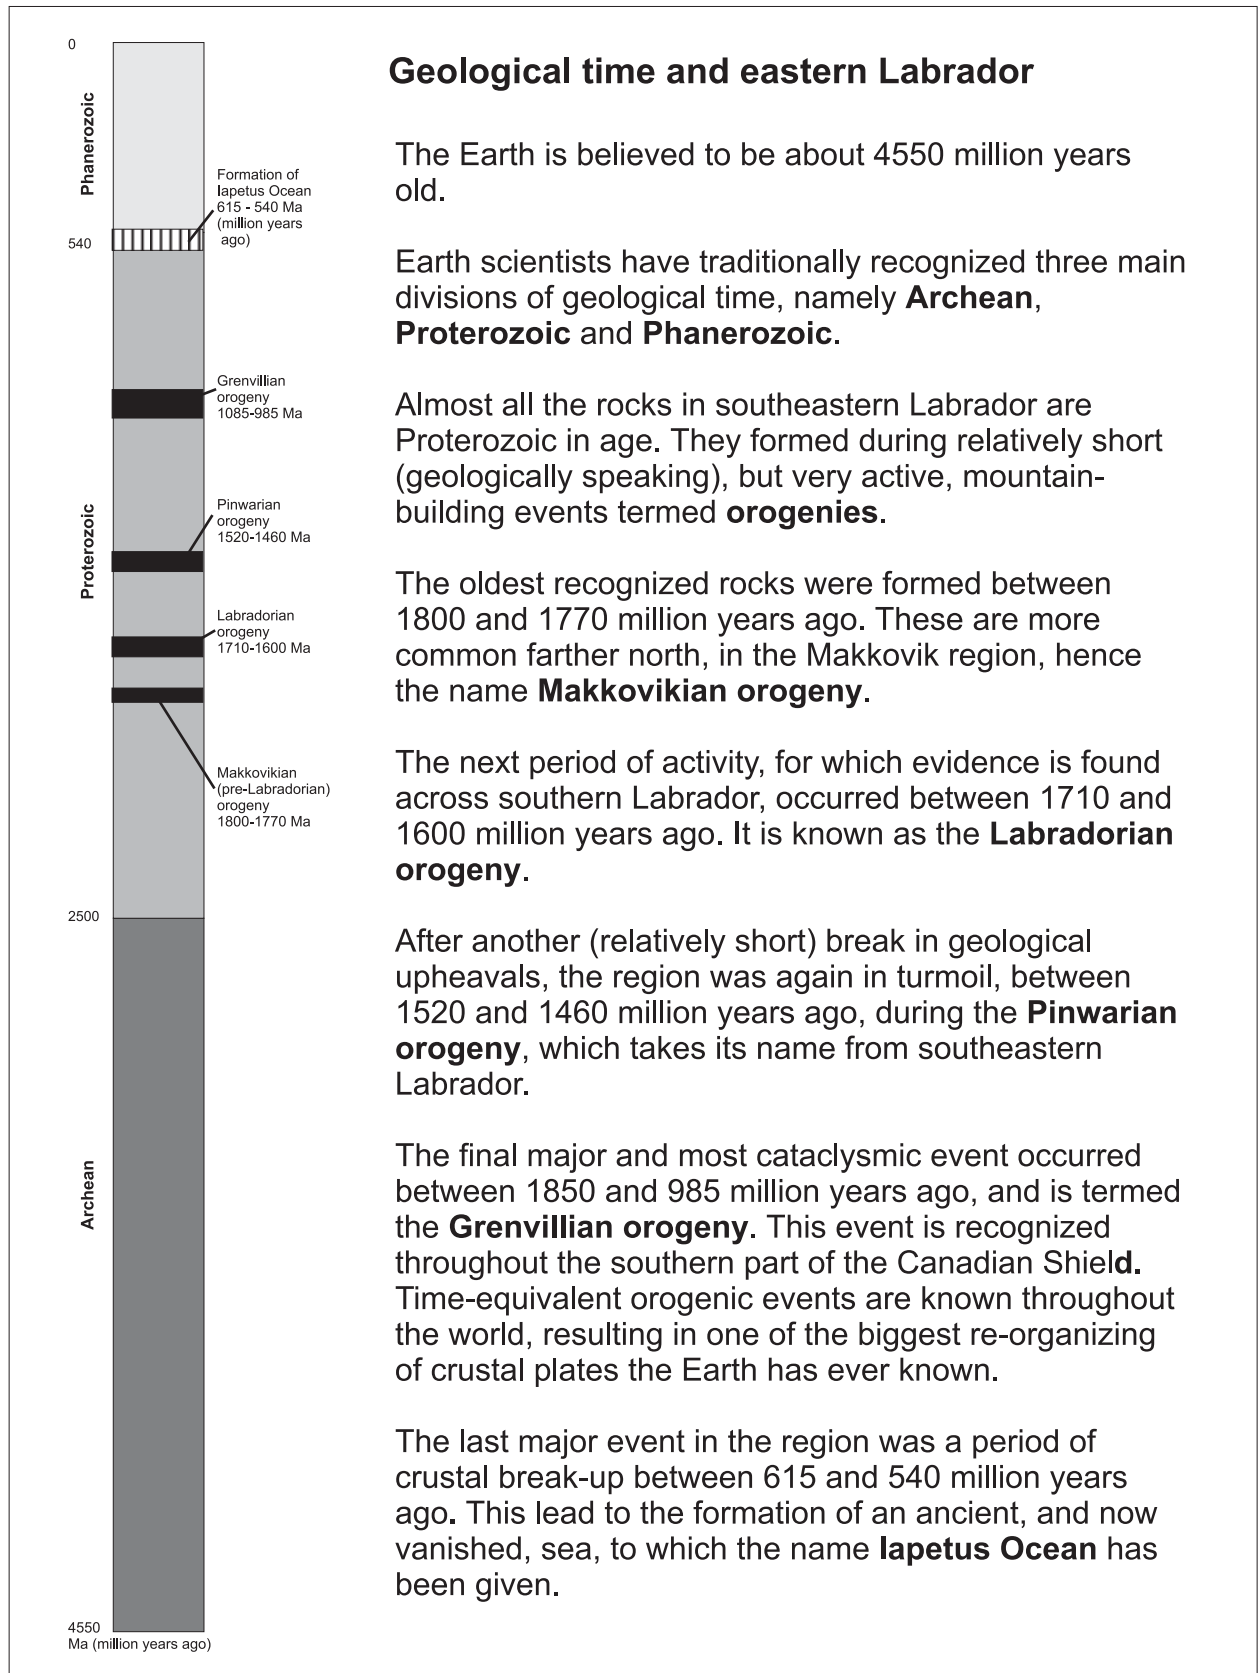 0
Phanerozoic
Formation of
Iapetus Ocean
615 - 540 Ma
(million years
ago)
540
Grenvillian
orogeny
1085-985 Ma
Pinwarian
orogeny
1520-1460 Ma
Proterozoic
Labradorian
orogeny
1710-1600 Ma
Makkovikian
(pre-Labradorian)
orogeny
1800-1770 Ma
2500
Archean
4550
Ma (million years ago)
Geological time and eastern Labrador
The Earth is believed to be about 4550 million years
old.
Earth scientists have traditionally recognized three main
divisions of geological time, namely Archean,
Proterozoic and Phanerozoic.
Almost all the rocks in southeastern Labrador are
Proterozoic in age. They formed during relatively short
(geologically speaking), but very active, mountain-
building events termed orogenies.
The oldest recognized rocks were formed between
1800 and 1770 million years ago. These are more
common farther north, in the Makkovik region, hence
the name Makkovikian orogeny.
The next period of activity, for which evidence is found
across southern Labrador, occurred between 1710 and
1600 million years ago. It is known as the Labradorian
orogeny.
After another (relatively short) break in geological
upheavals, the region was again in turmoil, between
1520 and 1460 million years ago, during the Pinwarian
orogeny, which takes its name from southeastern
Labrador.
The final major and most cataclysmic event occurred
between 1850 and 985 million years ago, and is termed
the Grenvillian orogeny. This event is recognized
throughout the southern part of the Canadian Shield.
Time-equivalent orogenic events are known throughout
the world, resulting in one of the biggest re-organizing
of crustal plates the Earth has ever known.
The last major event in the region was a period of
crustal break-up between 615 and 540 million years
ago. This lead to the formation of an ancient, and now
vanished, sea, to which the name Iapetus Ocean has
been given.